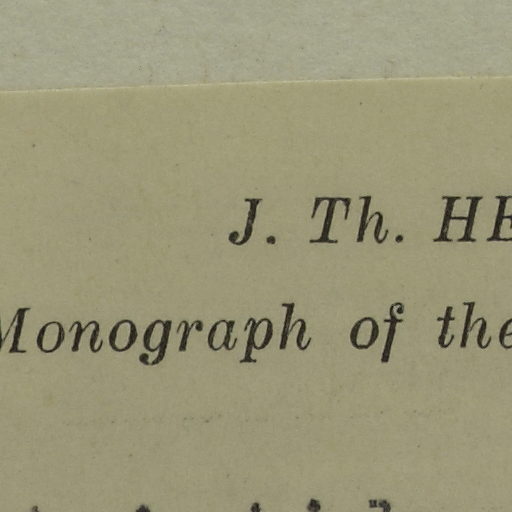 J. Th. HE
Monograph of the